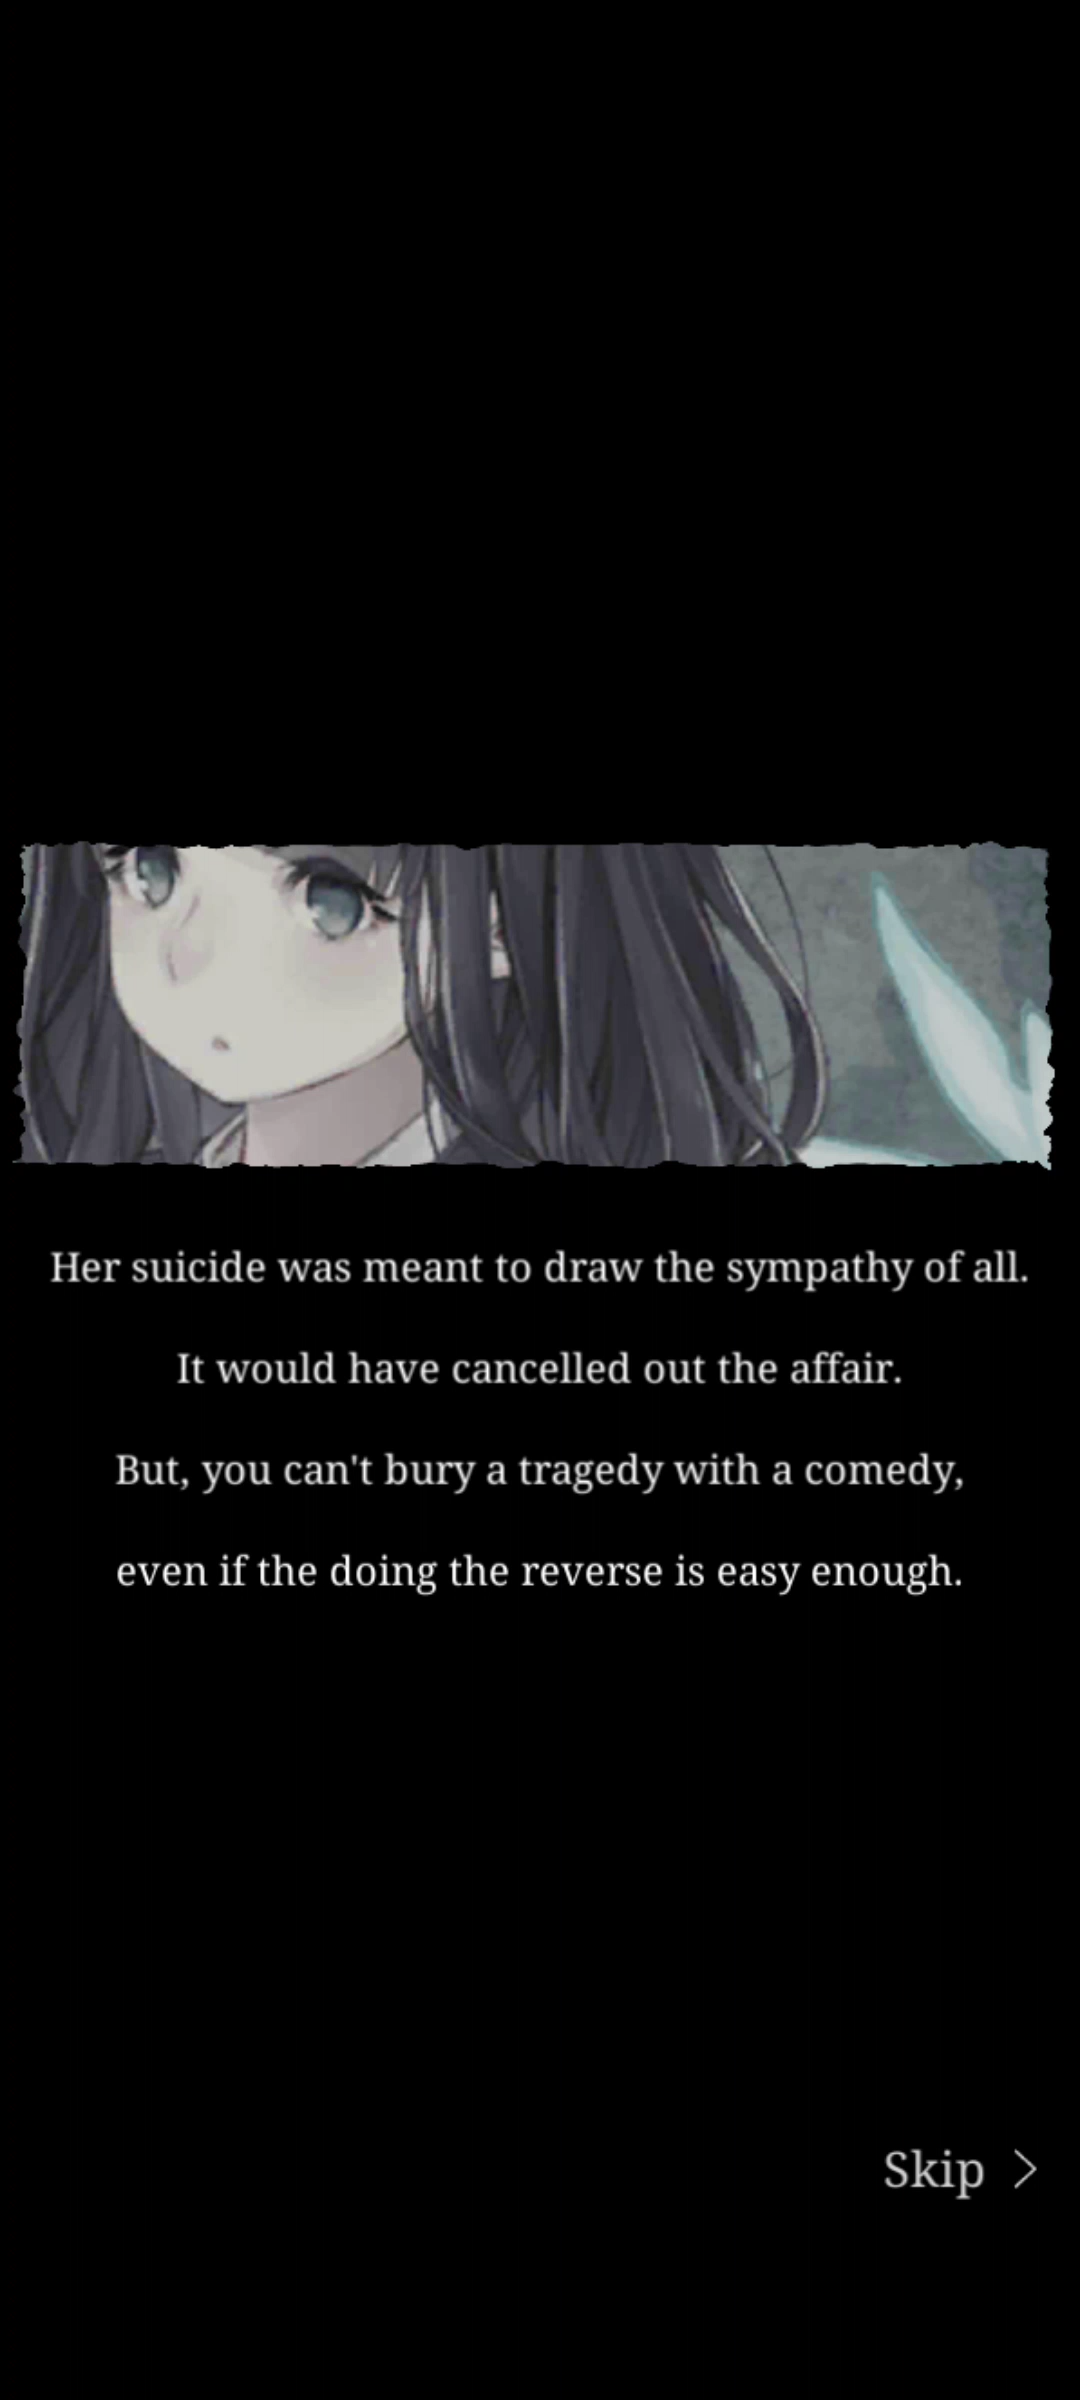 Her suicide was meant to draw the sympathy of all.
It would have cancelled out the affair.
But, you can't bury a tragedy with a comedy,
even if the doing the reverse is easy enough.
Skip >